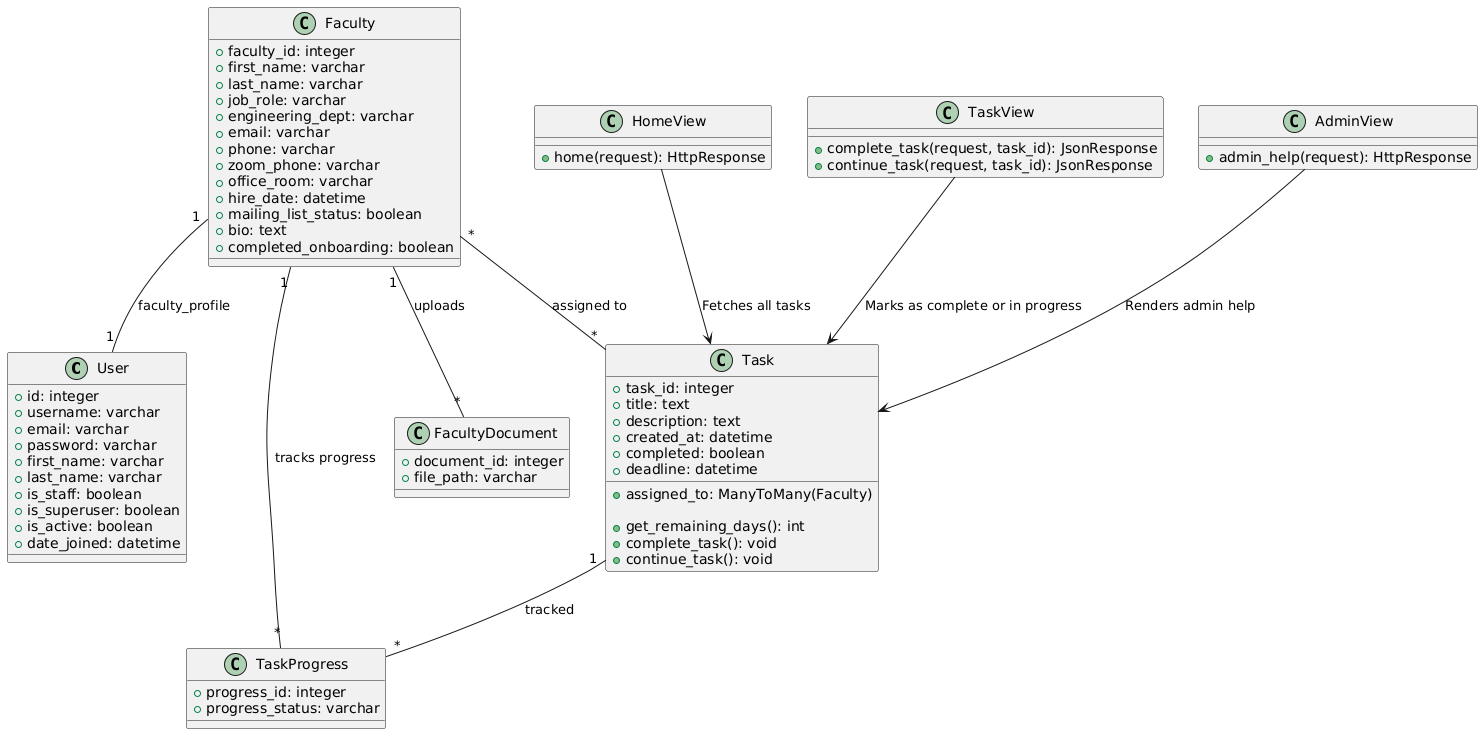 C Faculty
faculty_id: integer
first_name: varchar
last_name: varchar
job_role: varchar
engineering_dept: varchar
email: varchar
phone: varchar
zoom_phone: varchar
office_room: varchar
hire_date: datetime
mailing_list_status: boolean
bio: text
completed_onboarding: boolean
C HomeView
home(request): HttpResponse
C TaskView
complete_task(request, task_id): JsonResponse
continue_task(request, task_id): JsonResponse
C AdminView
admin_help(request): HttpResponse
1
*
1
1
faculty_profile
uploads
assigned to
Fetches all tasks
Marks as complete or in progress
Renders admin help
1
*
C User
id: integer
username: varchar
email: varchar
password: varchar
first_name: varchar
last_name: varchar
is_staff: boolean
is_superuser: boolean
is_active: boolean
date_joined: datetime
tracks progress
*
C FacultyDocument
document_id: integer
file_path: varchar
C Task
task_id: integer
title: text
description: text
created_at: datetime
completed: boolean
deadline: datetime
assigned_to: ManyToMany(Faculty)
get_remaining_days(): int
complete_task(): void
continue_task(): void
1
tracked
*
*
C TaskProgress
progress_id: integer
progress_status: varchar